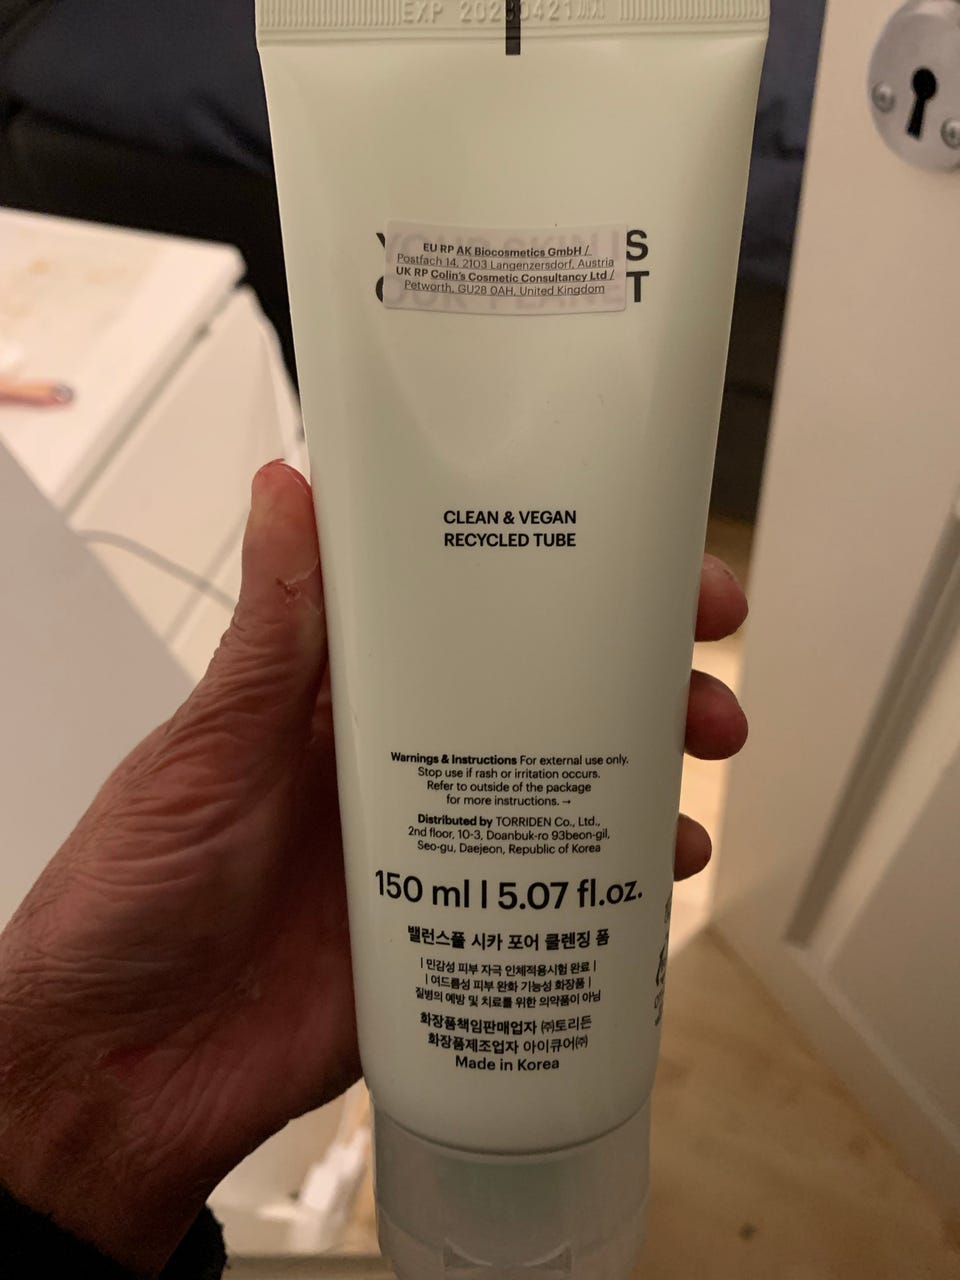 EXP
EU RP AK Biocosmetics GmbH /
Postfach 14, 2103 Langenzersdorf, Austria
UK RP Colin's Cosmetic Consultancy Ltd /
Petworth, GU28 0AH, United Kingdom
CLEAN & VEGAN
RECYCLED TUBE
Warnings & Instructions For external use only.
Stop use if rash or irritation occurs.
Refer to outside of the package
for more instructions. →
Distributed by TORRIDEN Co., Ltd.,
2nd floor, 10-3, Doanbuk-ro 93beon-gil,
Seo-gu, Daejeon, Republic of Korea
150 ml | 5.07 fl.oz.
밸런스풀 시카 포어 클렌징 폼
| 민감성 피부 자극 인체적용시험 완료 |
| 여드름성 피부 완화 기능성 화장품 |
질병의 예방 및 치료를 위한 의약품이 아님
화장품책임판매업자 ㈜토리든
화장품제조업자 아이큐어㈜
Made in Korea